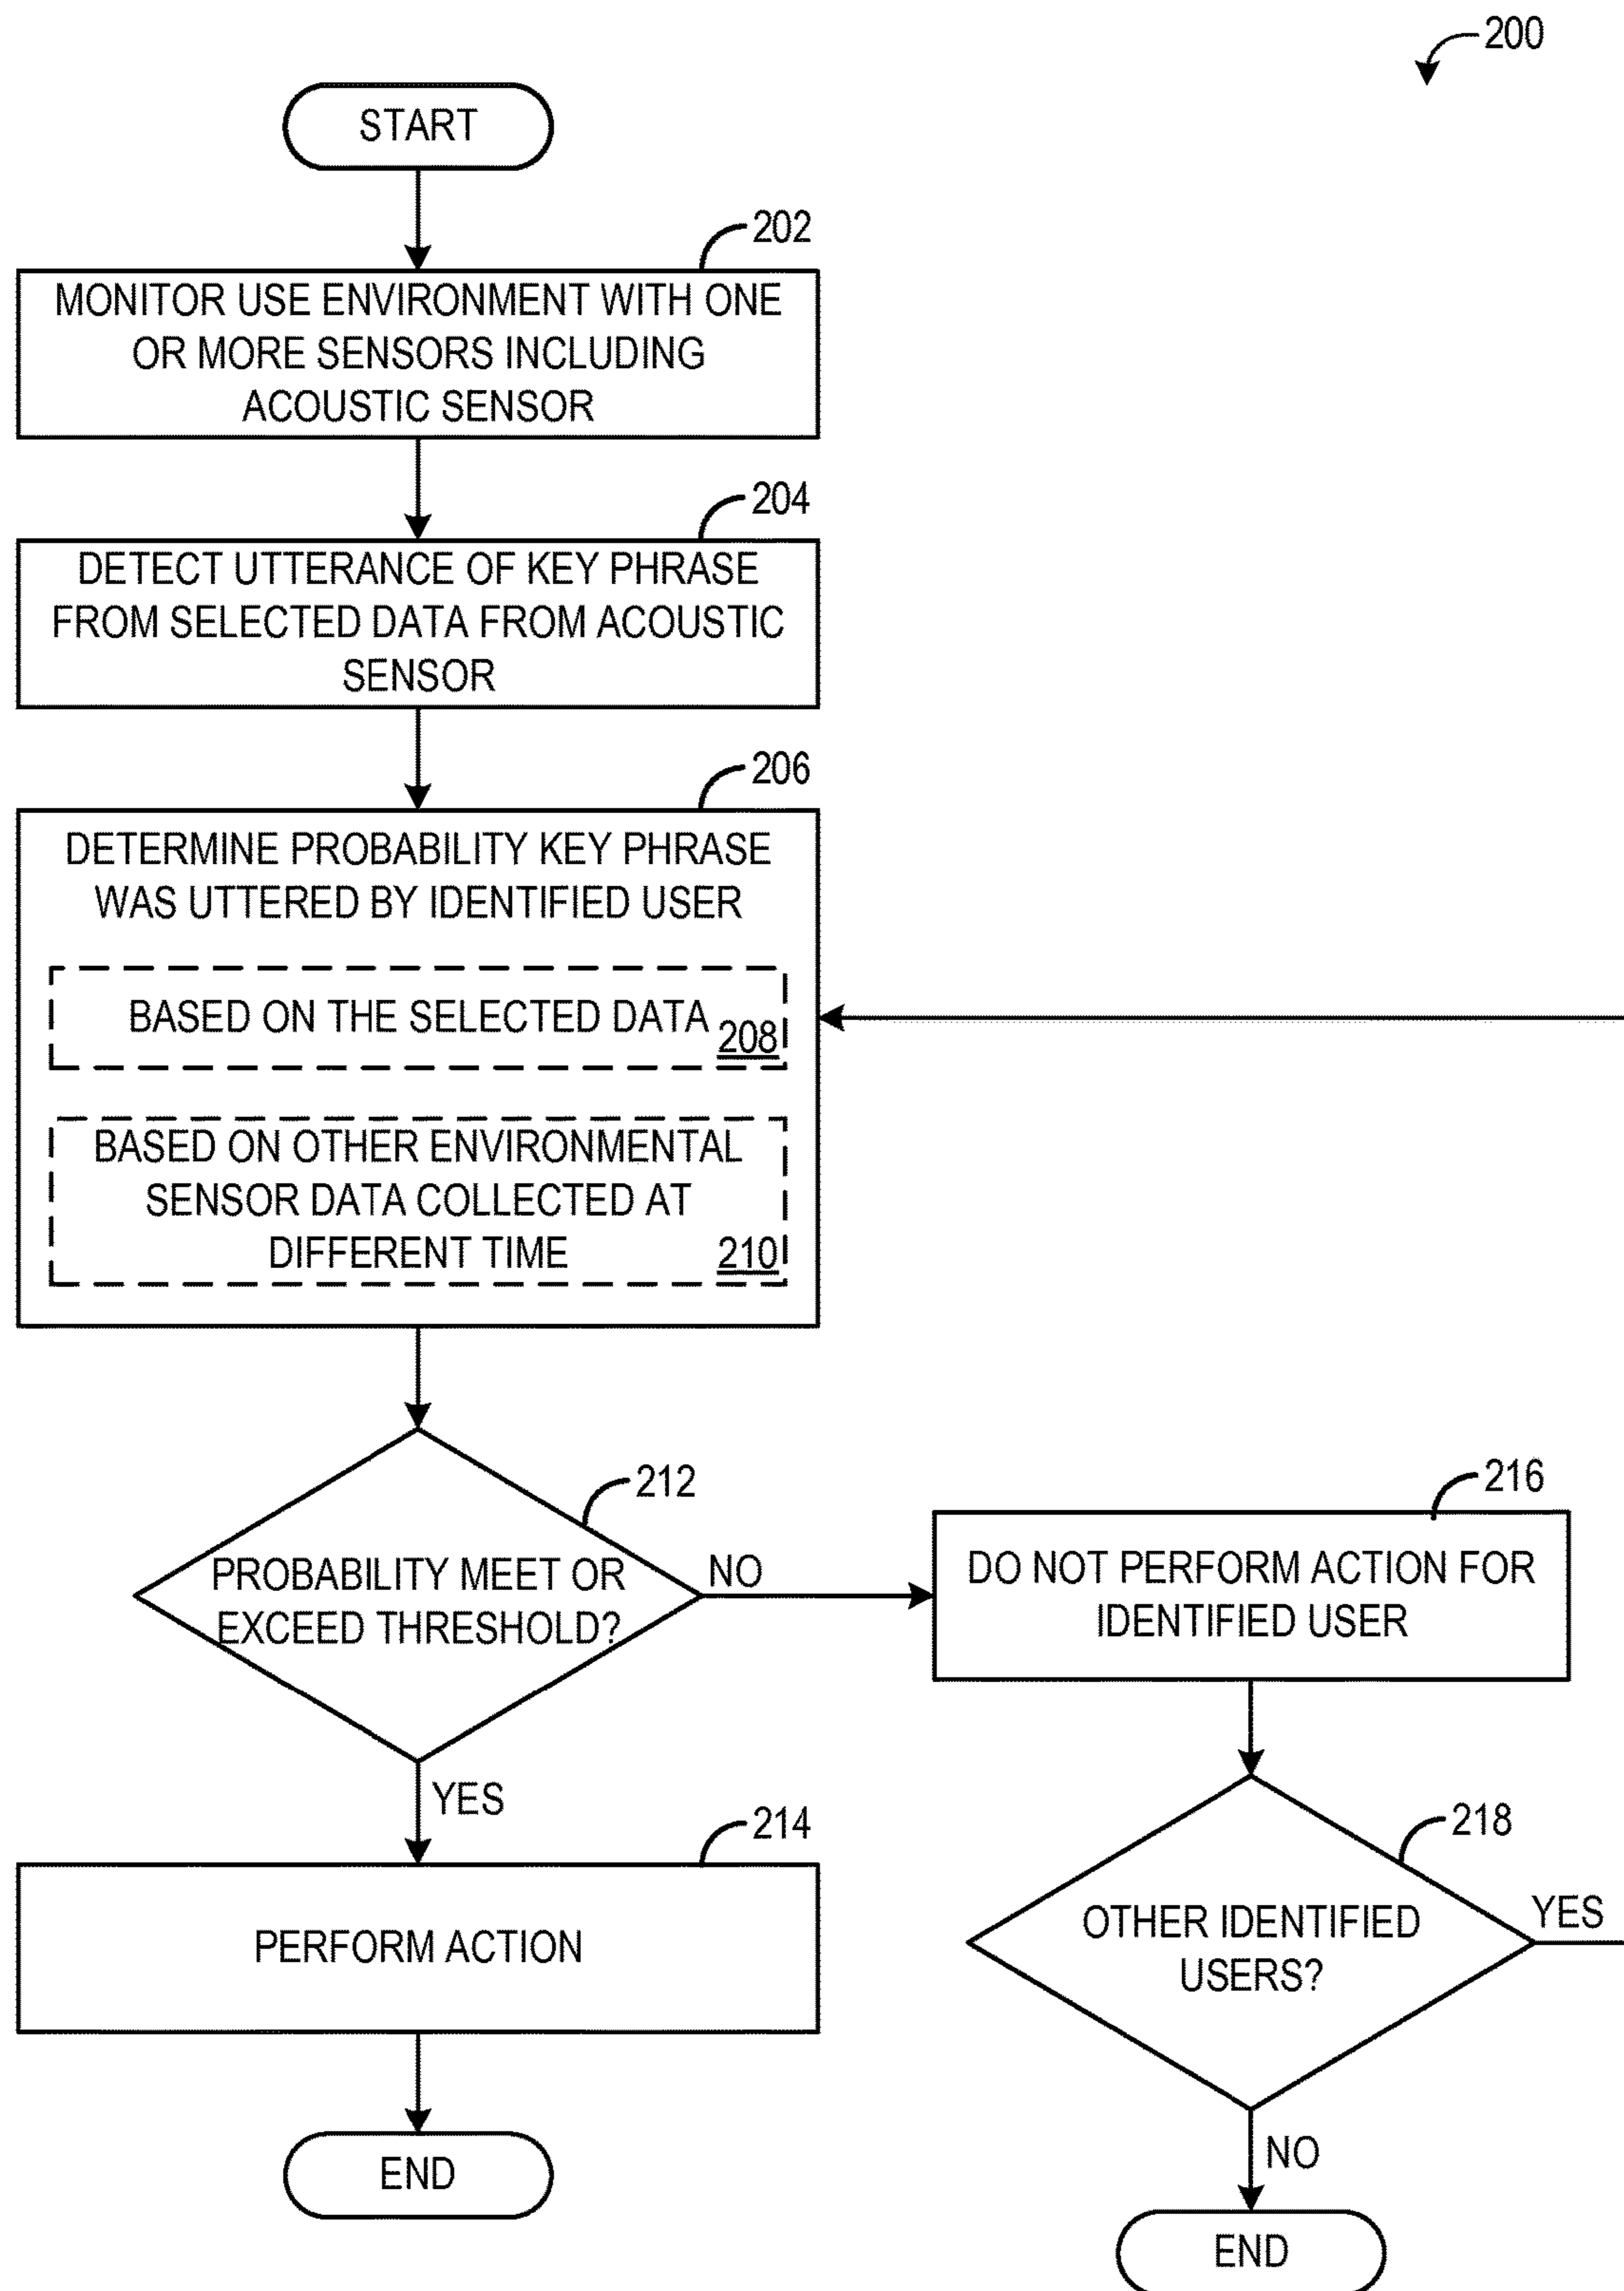 200
START
202
MONITOR USE ENVIRONMENT WITH ONE
OR MORE SENSORS INCLUDING
ACOUSTIC SENSOR
204
DETECT UTTERANCE OF KEY PHRASE
FROM SELECTED DATA FROM ACOUSTIC
SENSOR
206
DETERMINE PROBABILITY KEY PHRASE
WAS UTTERED BY IDENTIFIED USER
BASED ON THE SELECTED DATA
208
BASED ON OTHER ENVIRONMENTAL
SENSOR DATA COLLECTED AT
DIFFERENT TIME
210
212
PROBABILITY MEET OR
EXCEED THRESHOLD?
NO
YES
214
PERFORM ACTION
END
216
DO NOT PERFORM ACTION FOR
IDENTIFIED USER
218
OTHER IDENTIFIED
USERS?
YES
NO
END